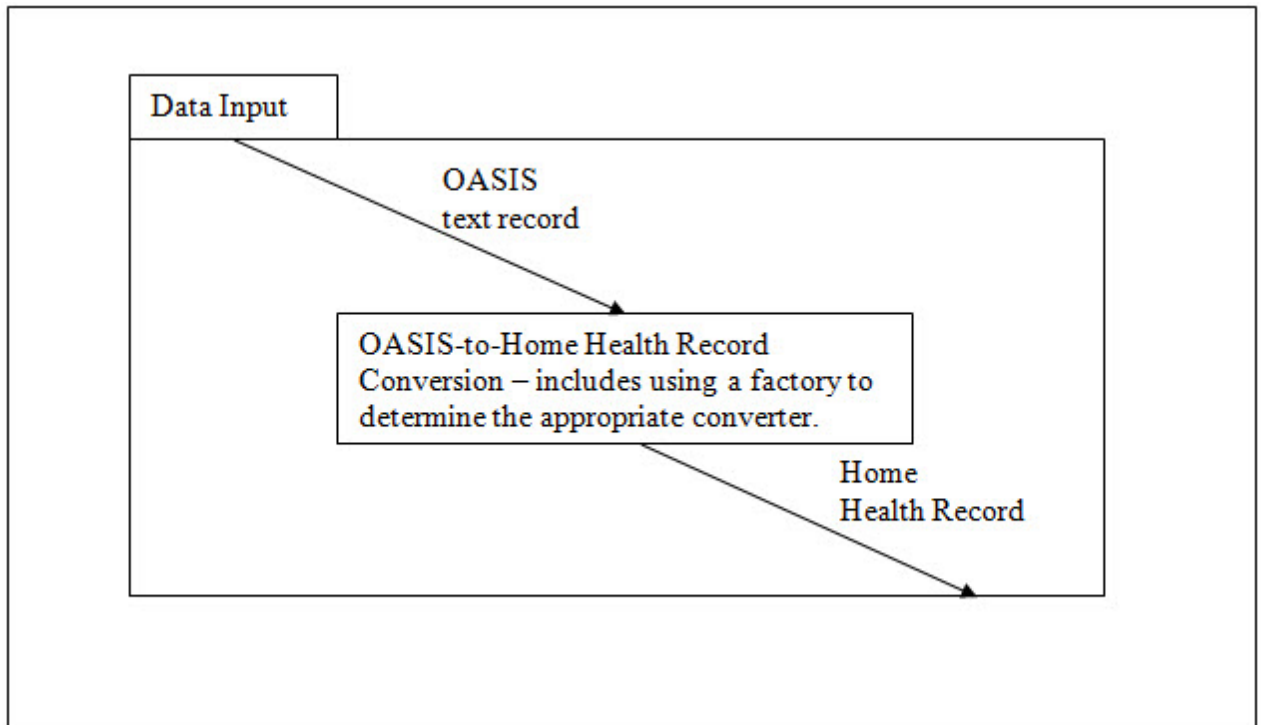 Data Input
OASIS
text record
OASIS-to-Home Health Record
Conversion – includes using a factory to
determine the appropriate converter.
Home
Health Record